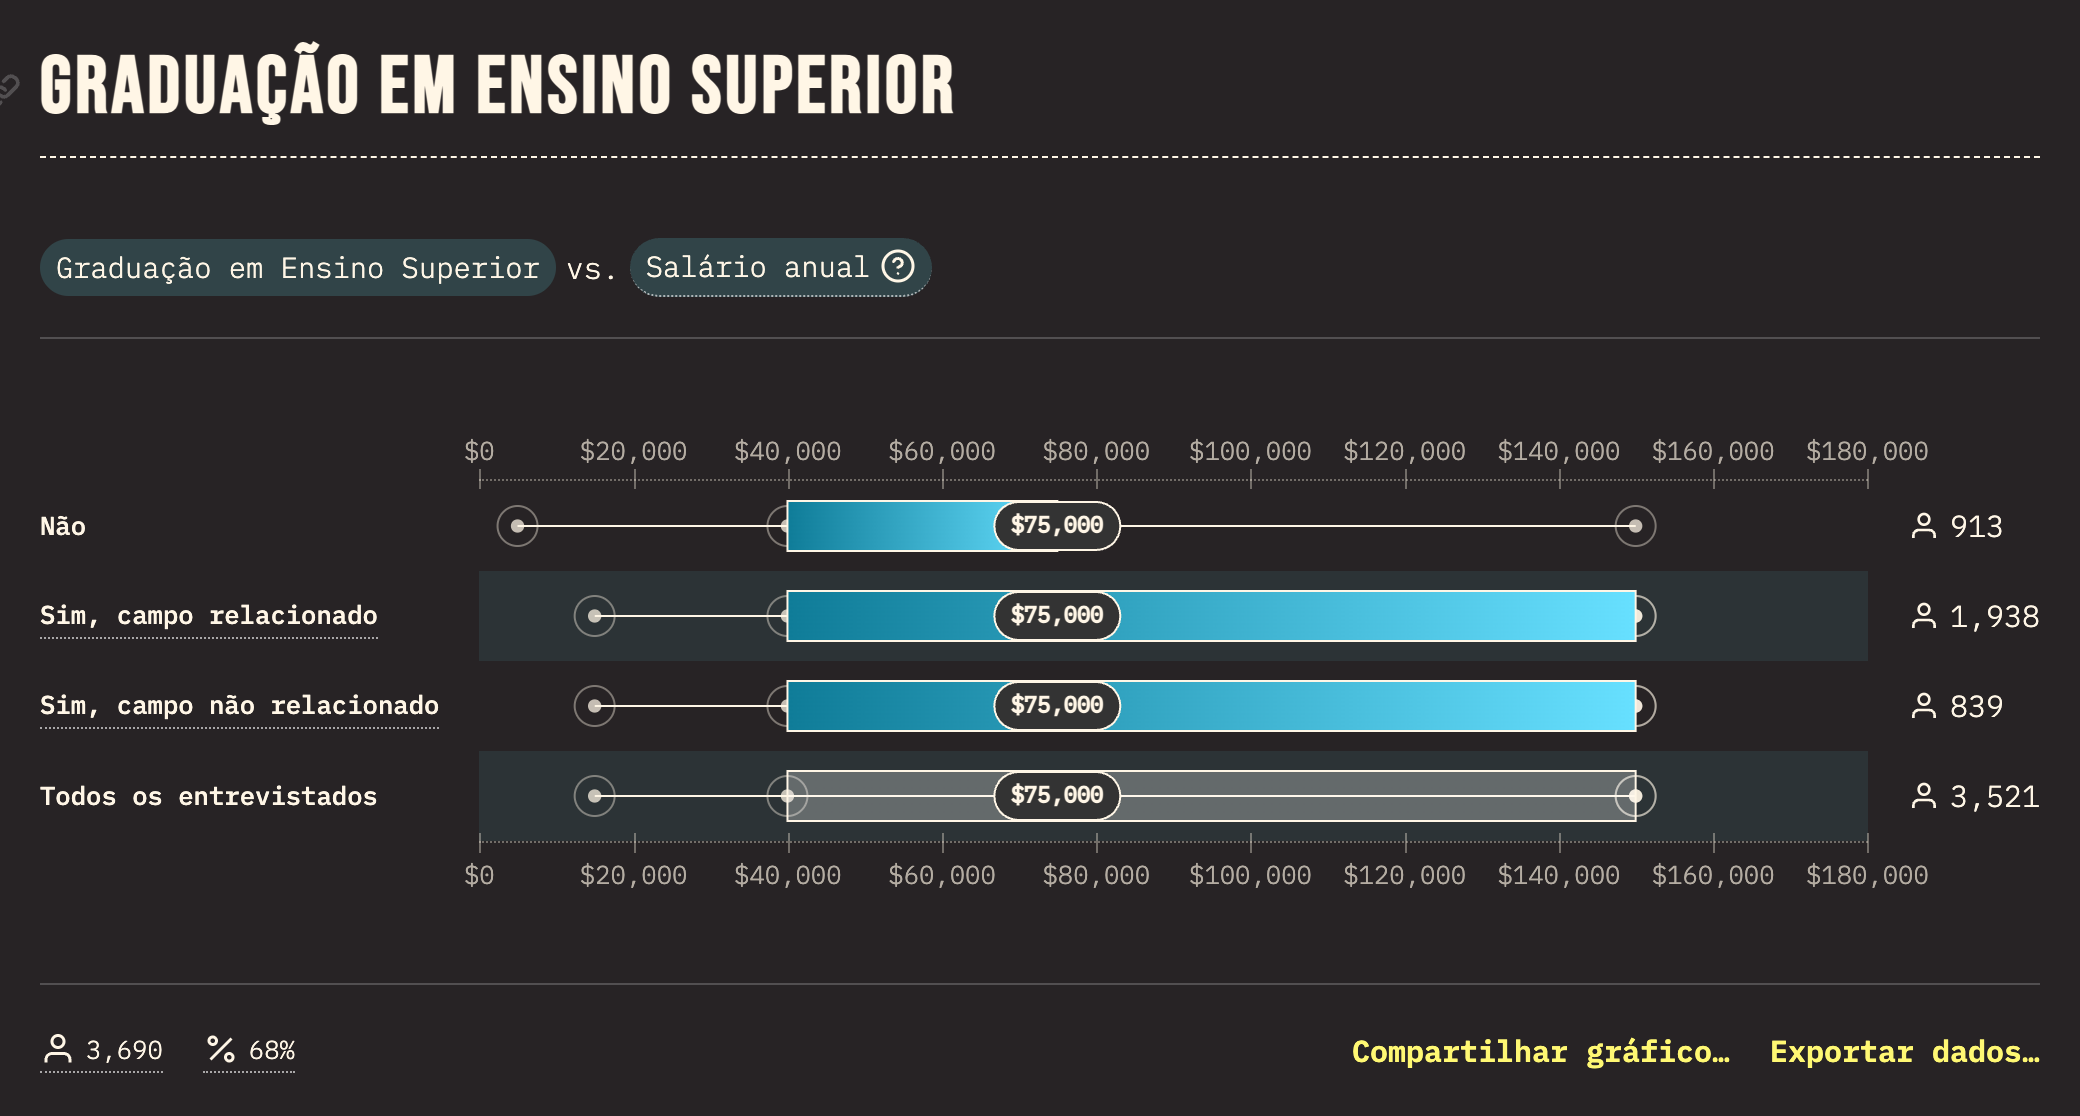 GRADUAÇÃO EM ENSINO SUPERIOR
Graduação em Ensino Superior vs. Salário anual ?
$0 $20,000 $40,000 $60,000 $80,000 $100,000 $120,000 $140,000 $160,000 $180,000
Não $75,000 913
Sim, campo relacionado $75,000 1,938
Sim, campo não relacionado $75,000 839
Todos os entrevistados $75,000 3,521
$0 $20,000 $40,000 $60,000 $80,000 $100,000 $120,000 $140,000 $160,000 $180,000
3,690 % 68% Compartilhar gráfico… Exportar dados…